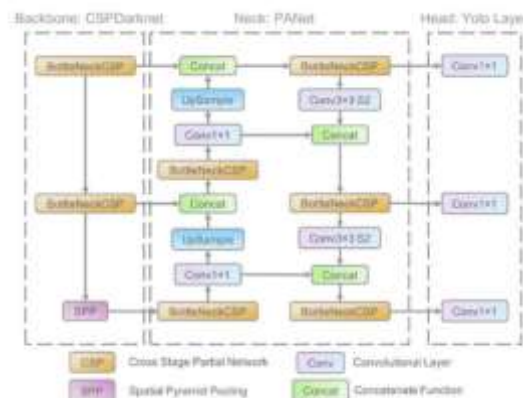 Backbone: CSPDarknet Neck: PANet Head: Yolo Layer
BottleNeckCSP Concat BottleNeckCSP Conv1×1
UpSample Conv3×3 S2
Conv1×1 Concat
BottleNeckCSP
BottleNeckCSP Concat BottleNeckCSP Conv1×1
UpSample Conv3×3 S2
Conv1×1 Concat
SPP BottleNeckCSP BottleNeckCSP Conv1×1
CSP Cross Stage Partial Network Conv Convolutional Layer
SPP Spatial Pyramid Pooling Concat Concatenate Function